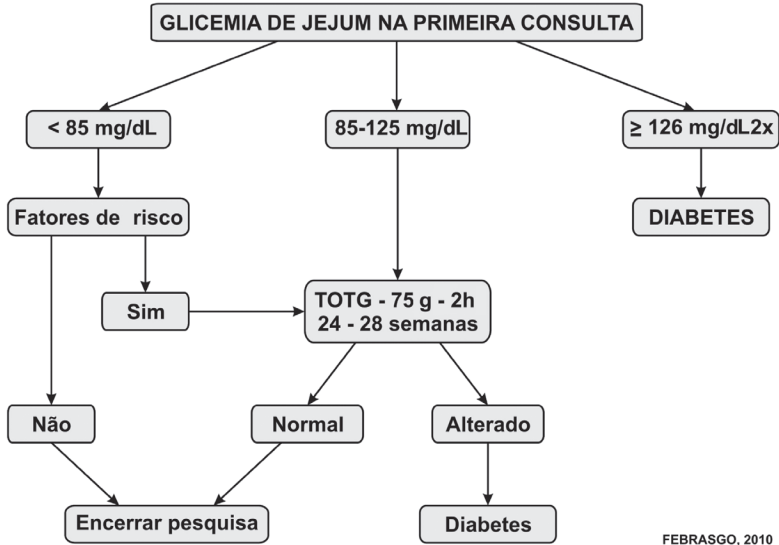 GLICEMIA DE JEJUM NA PRIMEIRA CONSULTA
< 85 mg/dL
85-125 mg/dL
≥ 126 mg/dL2x
Fatores de risco
DIABETES
Sim
TOTG - 75 g - 2h
24 - 28 semanas
Não
Normal
Alterado
Encerrar pesquisa
Diabetes
FEBRASGO, 2010